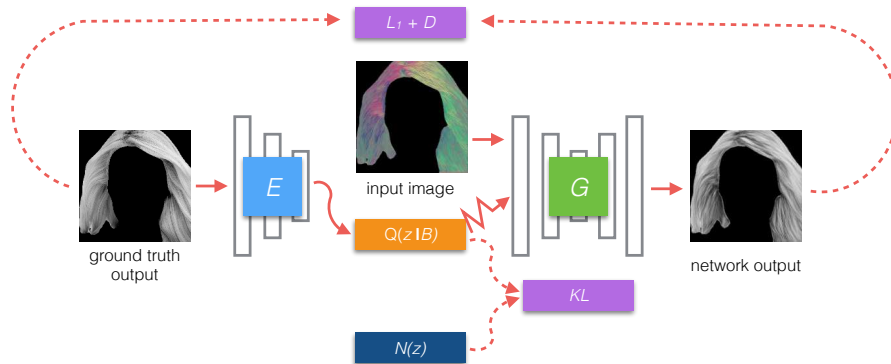 L₁ + D
E
input image
G
Q(z|B)
ground truth
output
network output
KL
N(z)